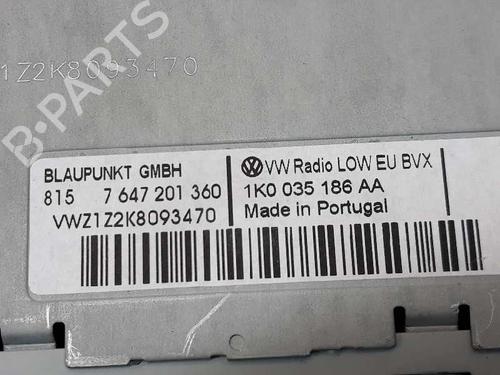 B-PARTS
1Z2K8093470
BLAUPUNKT GMBH
815 7 647 201 360
VWZ1Z2K8093470
VW Radio LOW EU BVX
1K0 035 186 AA
Made in Portugal